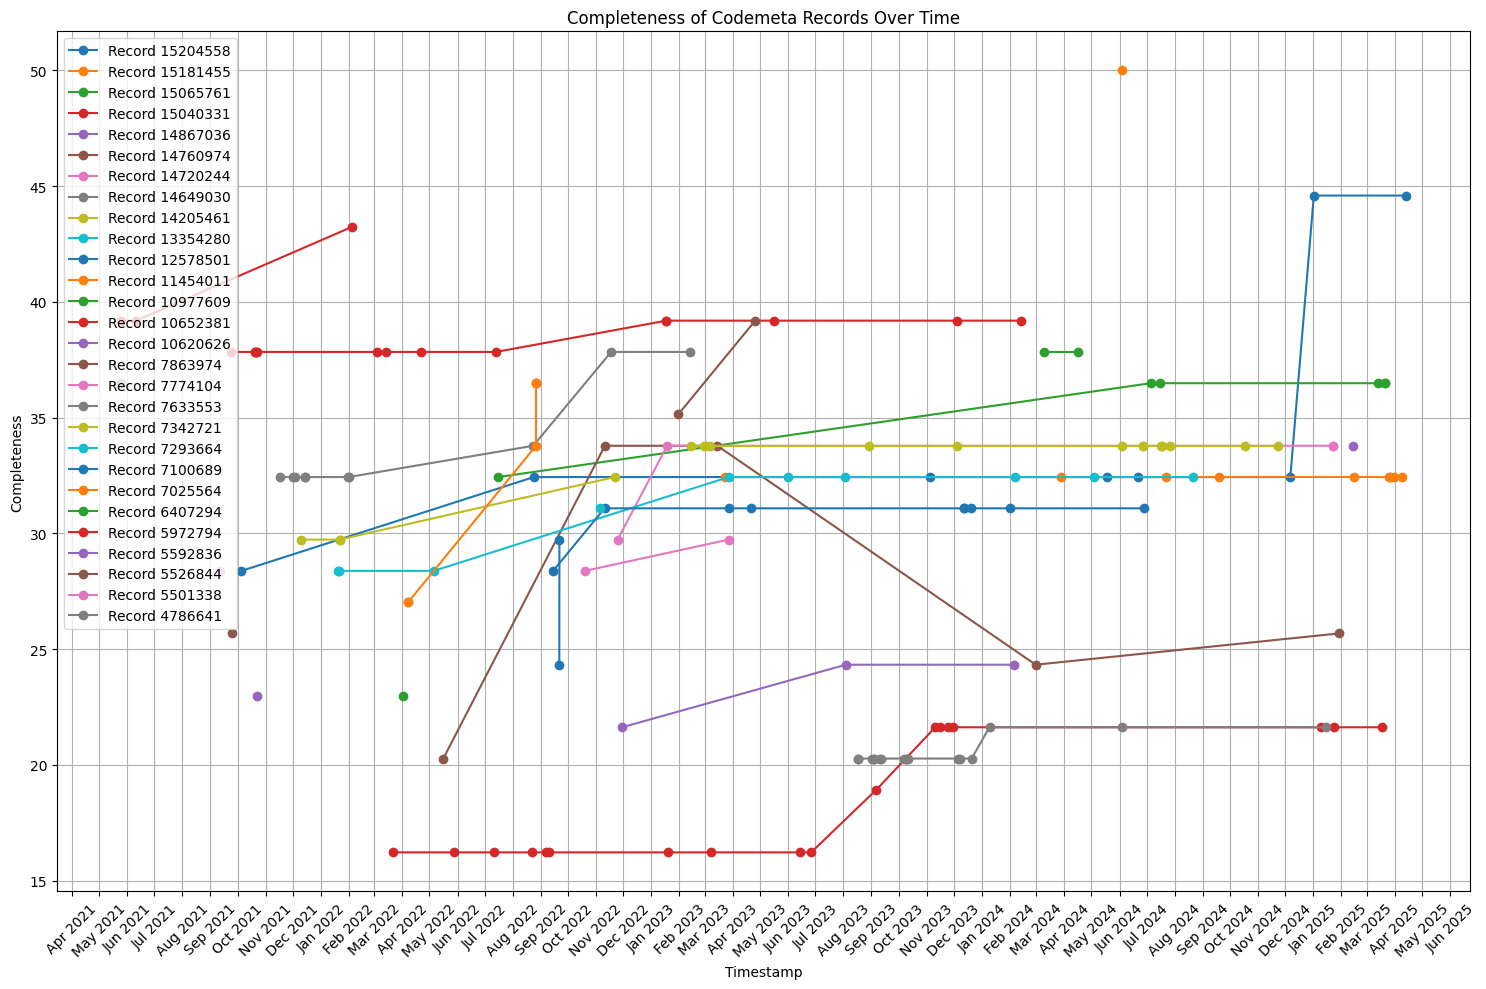 Completeness of Codemeta Records Over Time
Record 15204558
Record 15181455
Record 15065761
Record 15040331
Record 14867036
Record 14760974
Record 14720244
Record 14649030
Record 14205461
Record 13354280
Record 12578501
Record 11454011
Record 10977609
Record 10652381
Record 10620626
Record 7863974
Record 7774104
Record 7633553
Record 7342721
Record 7293664
Record 7100689
Record 7025564
Record 6407294
Record 5972794
Record 5592836
Record 5526844
Record 5501338
Record 4786641
Completeness
50
45
40
35
30
25
20
15
Apr 2021
May 2021
Jun 2021
Jul 2021
Aug 2021
Sep 2021
Oct 2021
Nov 2021
Dec 2021
Jan 2022
Feb 2022
Mar 2022
Apr 2022
May 2022
Jun 2022
Jul 2022
Aug 2022
Sep 2022
Oct 2022
Nov 2022
Dec 2022
Jan 2023
Feb 2023
Mar 2023
Apr 2023
May 2023
Jun 2023
Jul 2023
Aug 2023
Sep 2023
Oct 2023
Nov 2023
Dec 2023
Jan 2024
Feb 2024
Mar 2024
Apr 2024
May 2024
Jun 2024
Jul 2024
Aug 2024
Sep 2024
Oct 2024
Nov 2024
Dec 2024
Jan 2025
Feb 2025
Mar 2025
Apr 2025
May 2025
Jun 2025
Timestamp